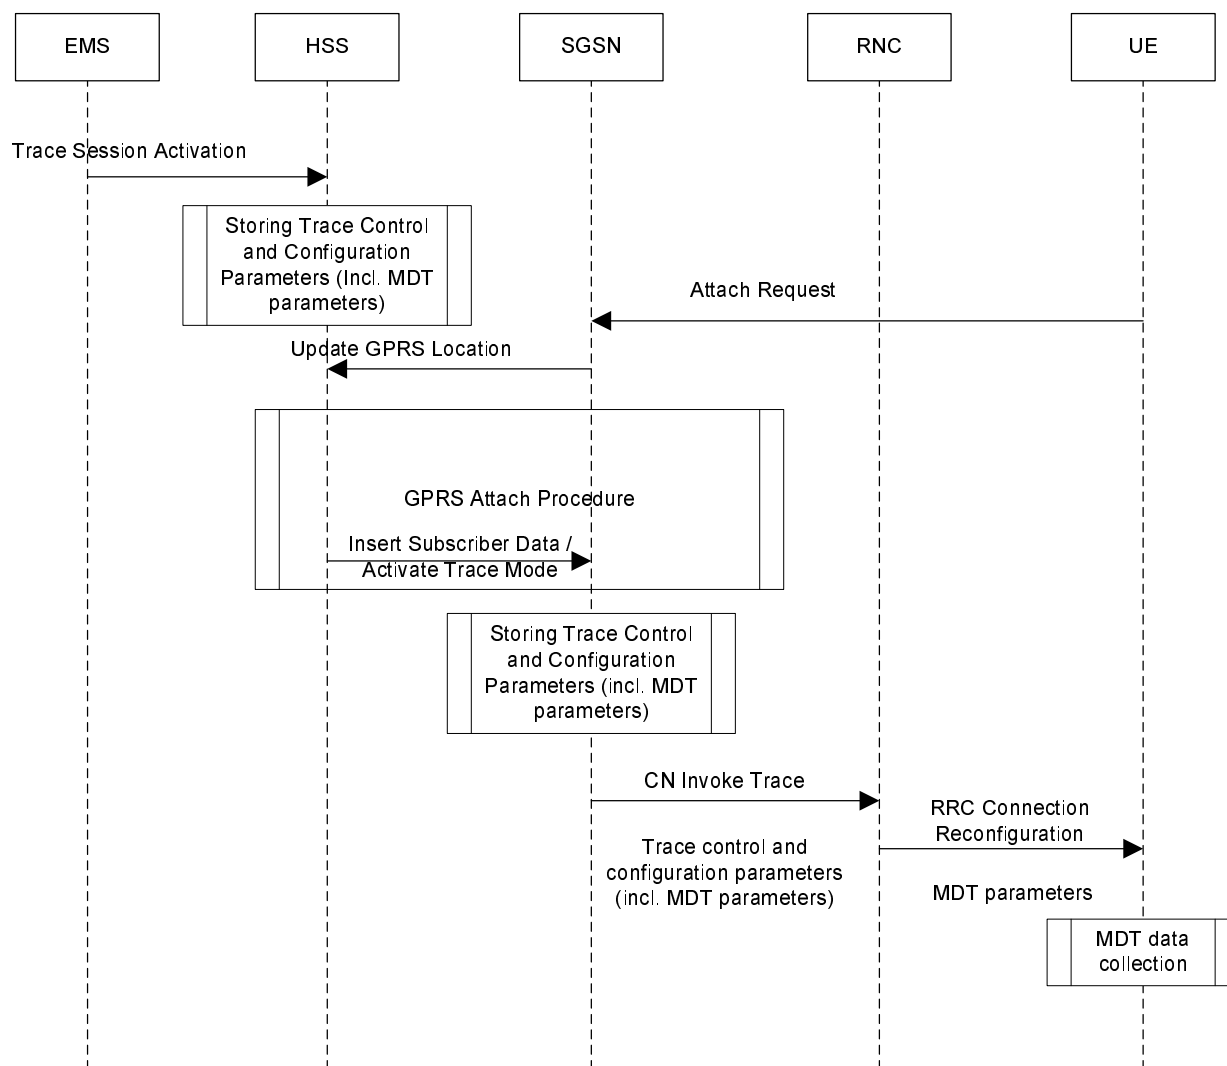 EMS
HSS
SGSN
RNC
UE
Trace Session Activation
Storing Trace Control
and Configuration
Parameters (Incl. MDT
parameters)
Attach Request
Update GPRS Location
GPRS Attach Procedure
Insert Subscriber Data /
Activate Trace Mode
Storing Trace Control
and Configuration
Parameters (incl. MDT
parameters)
CN Invoke Trace
RRC Connection
Reconfiguration
Trace control and
configuration parameters
(incl. MDT parameters)
MDT parameters
MDT data
collection